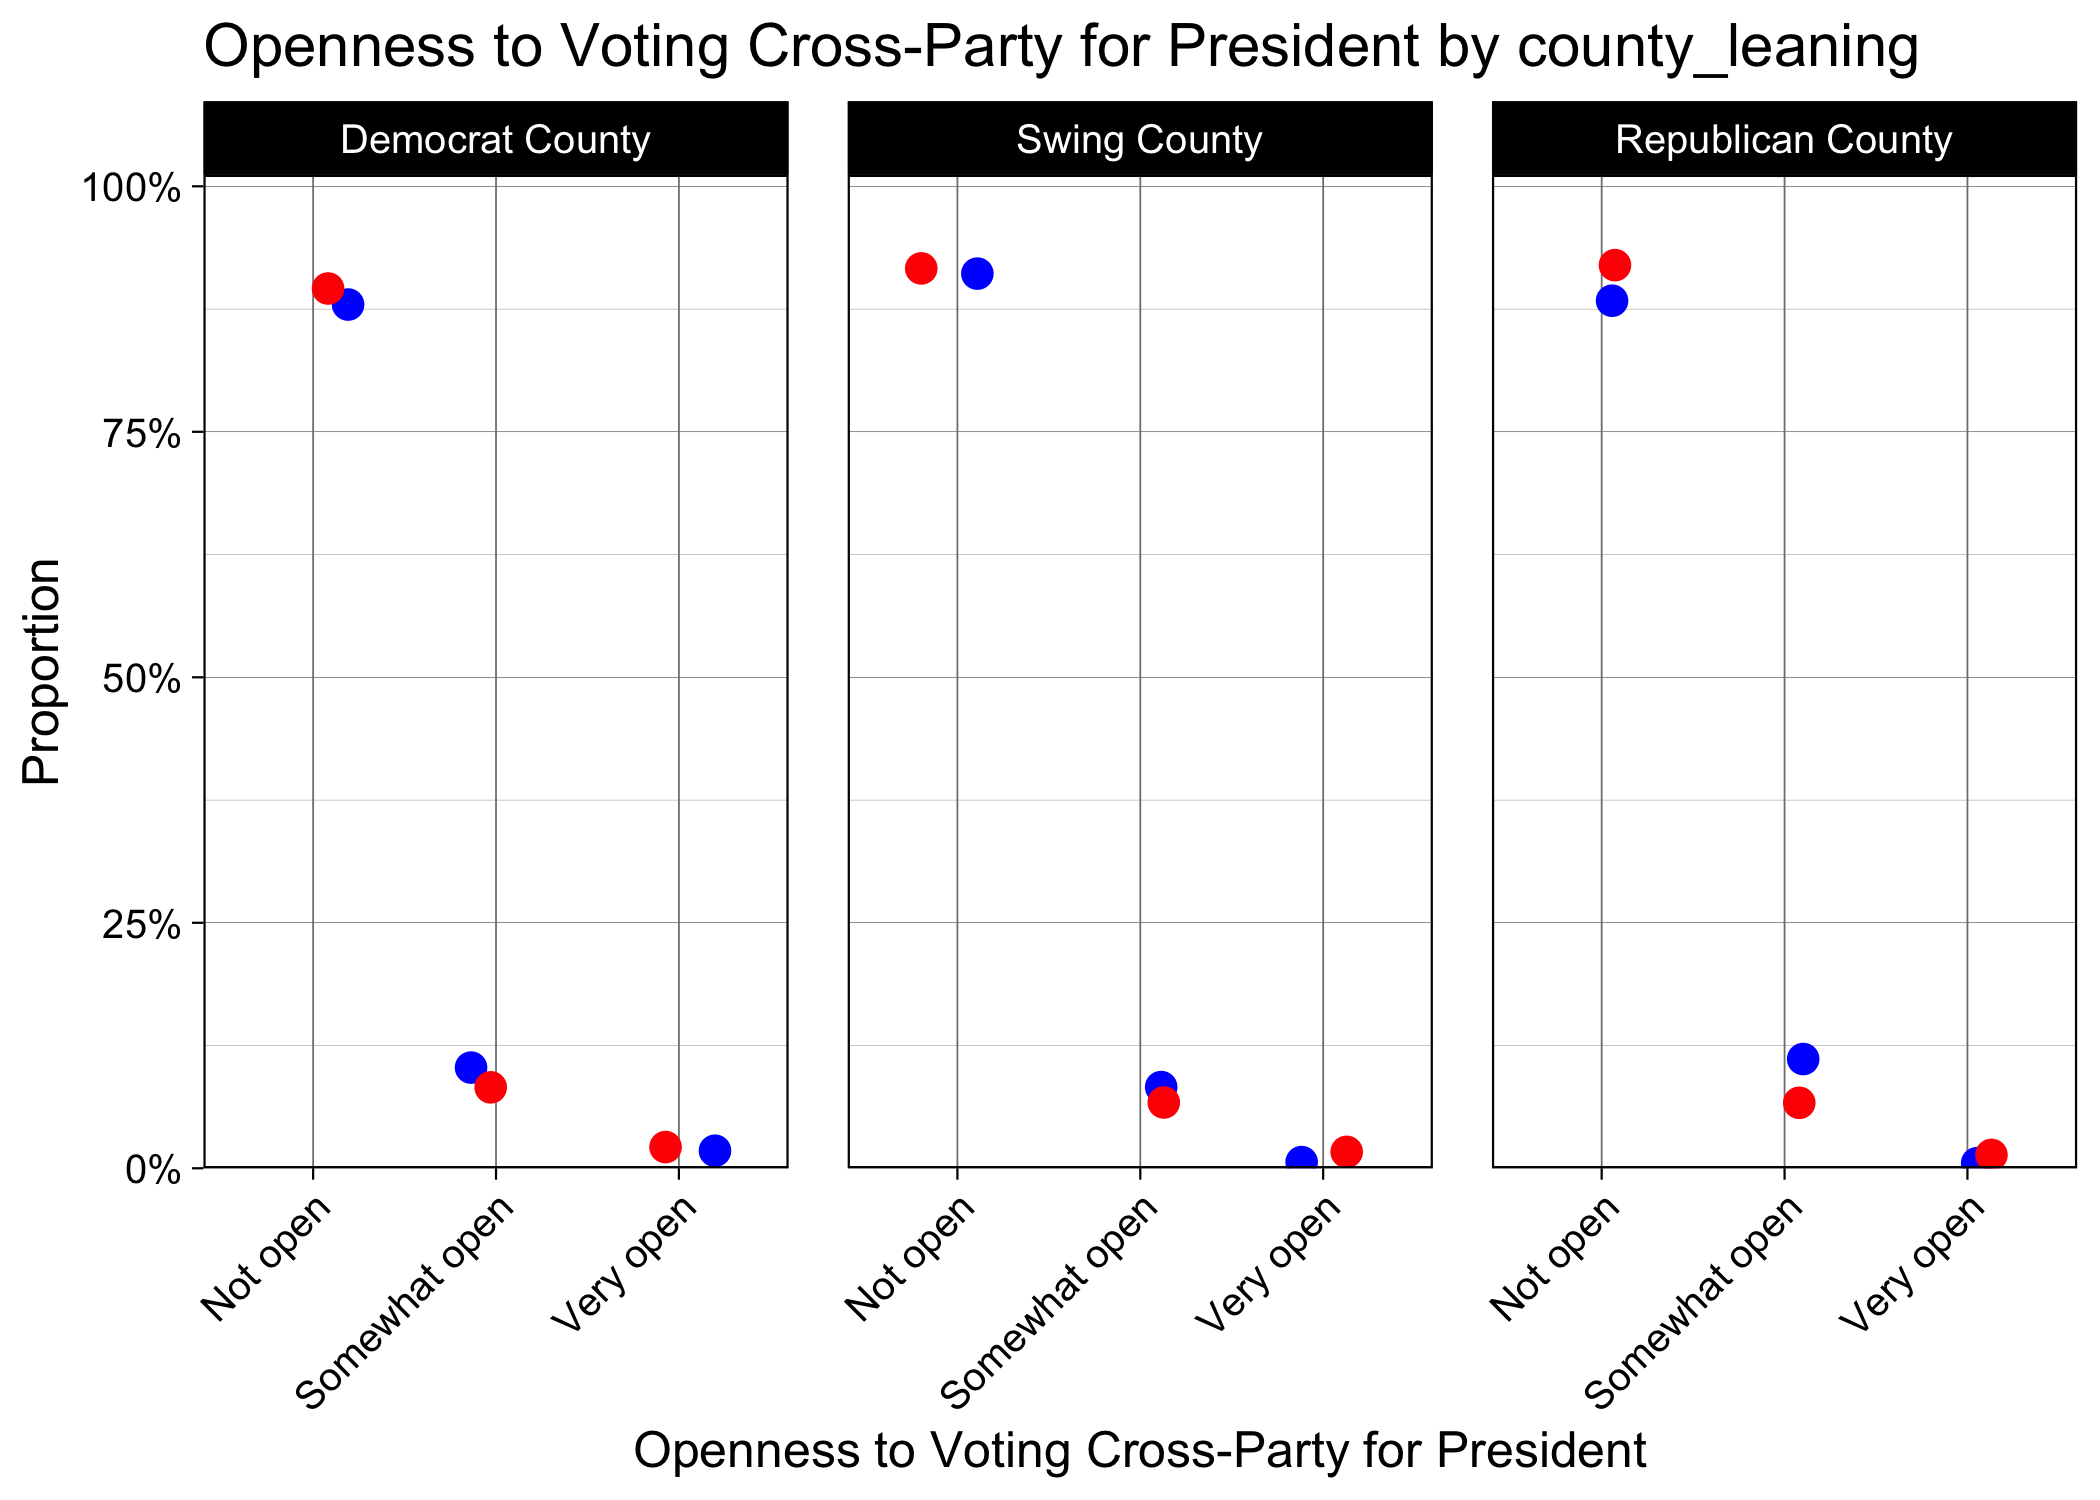 Openness to Voting Cross-Party for President by county_leaning
Democrat County
Swing County
Republican County
100%
75%
50%
25%
0%
Proportion
Not open
Somewhat open
Very open
Not open
Somewhat open
Very open
Not open
Somewhat open
Very open
Openness to Voting Cross-Party for President